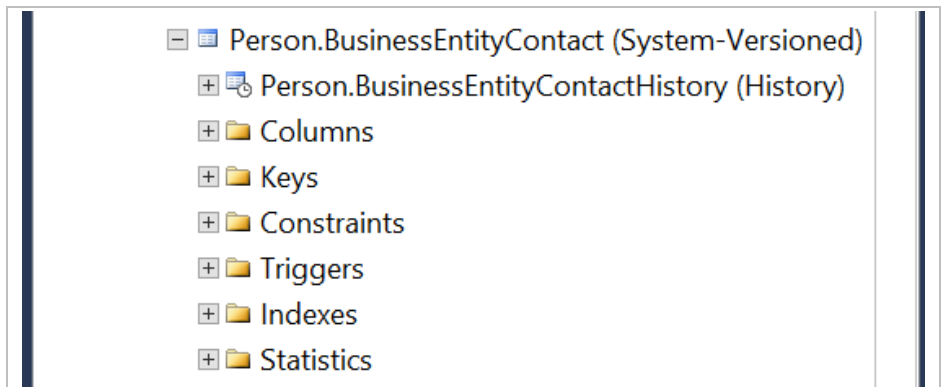 Person.BusinessEntityContact (System-Versioned)
Person.BusinessEntityContactHistory (History)
Columns
Keys
Constraints
Triggers
Indexes
Statistics